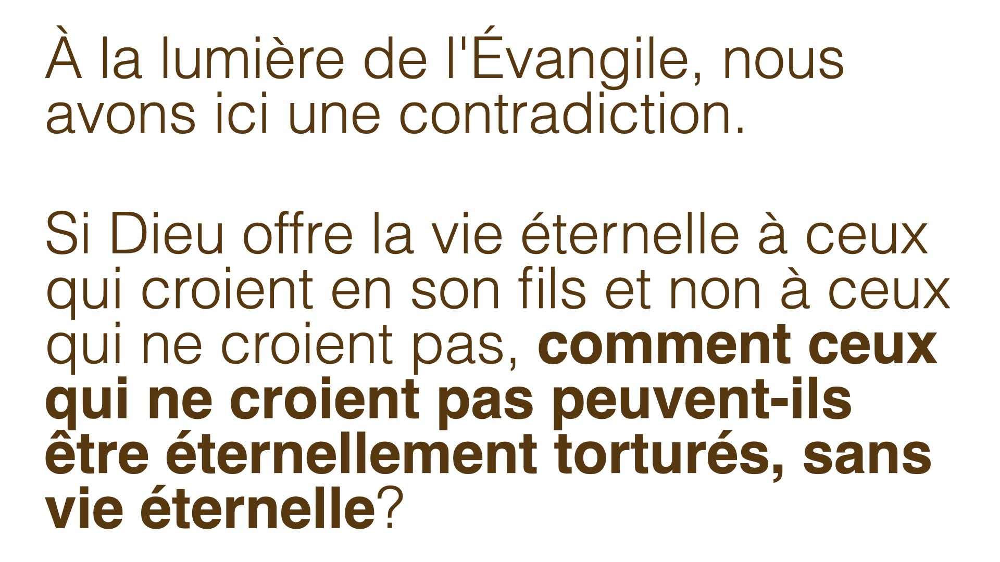 À la lumière de l'Évangile, nous
avons ici une contradiction.
Si Dieu offre la vie éternelle à ceux
qui croient en son fils et non à ceux
qui ne croient pas, comment ceux
qui ne croient pas peuvent-ils
être éternellement torturés, sans
vie éternelle?